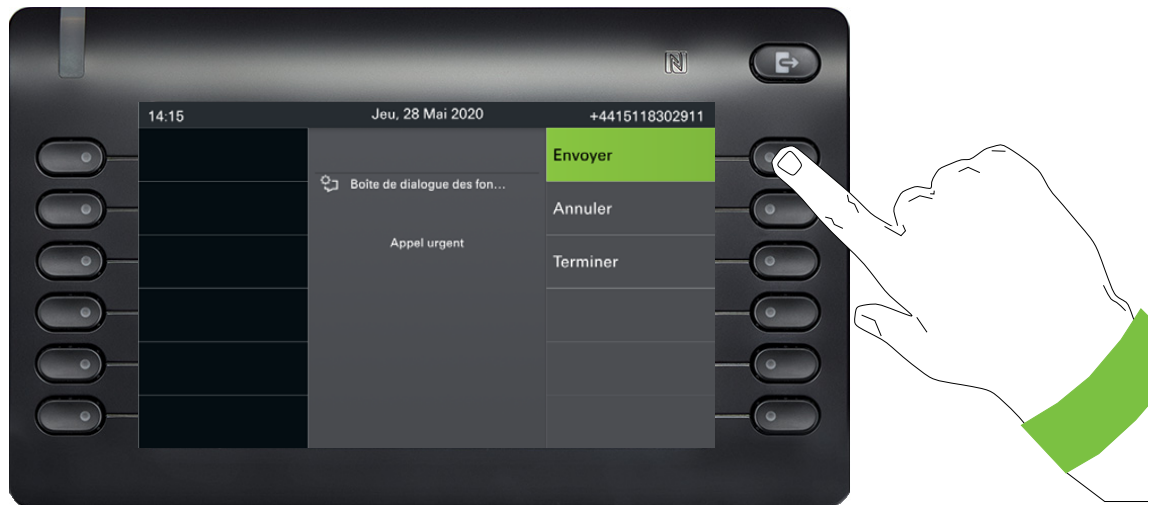 14:15 Jeu, 28 Mai 2020 +4415118302911
Envoyer
Boîte de dialogue des fon...
Annuler
Appel urgent
Terminer